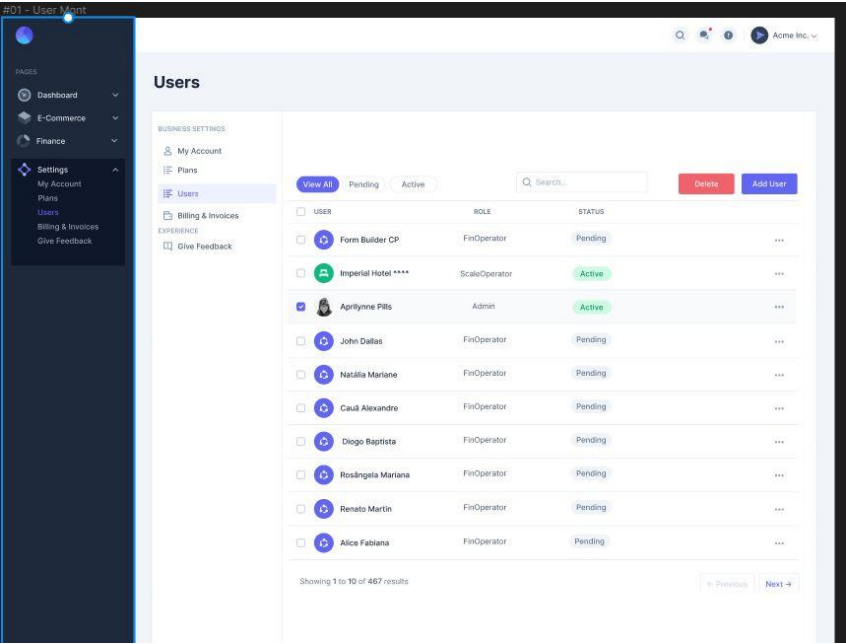 #01 - User Mgnt
Acme Inc.
PAGES
Dashboard
E-Commerce
Finance
Settings
My Account
Plans
Users
Billing & Invoices
Give Feedback
Users
BUSINESS SETTINGS
My Account
Plans
Users
Billing & Invoices
EXPERIENCE
Give Feedback
View All Pending Active Search... Delete Add User
USER ROLE STATUS
Form Builder CP FinOperator Pending
Imperial Hotel **** ScaleOperator Active
Aprilynne Pills Admin Active
John Dallas FinOperator Pending
Natália Mariane FinOperator Pending
Cauã Alexandre FinOperator Pending
Diogo Baptista FinOperator Pending
Rosângela Mariana FinOperator Pending
Renato Martin FinOperator Pending
Alice Fabiana FinOperator Pending
Showing 1 to 10 of 467 results
<- Previous Next ->